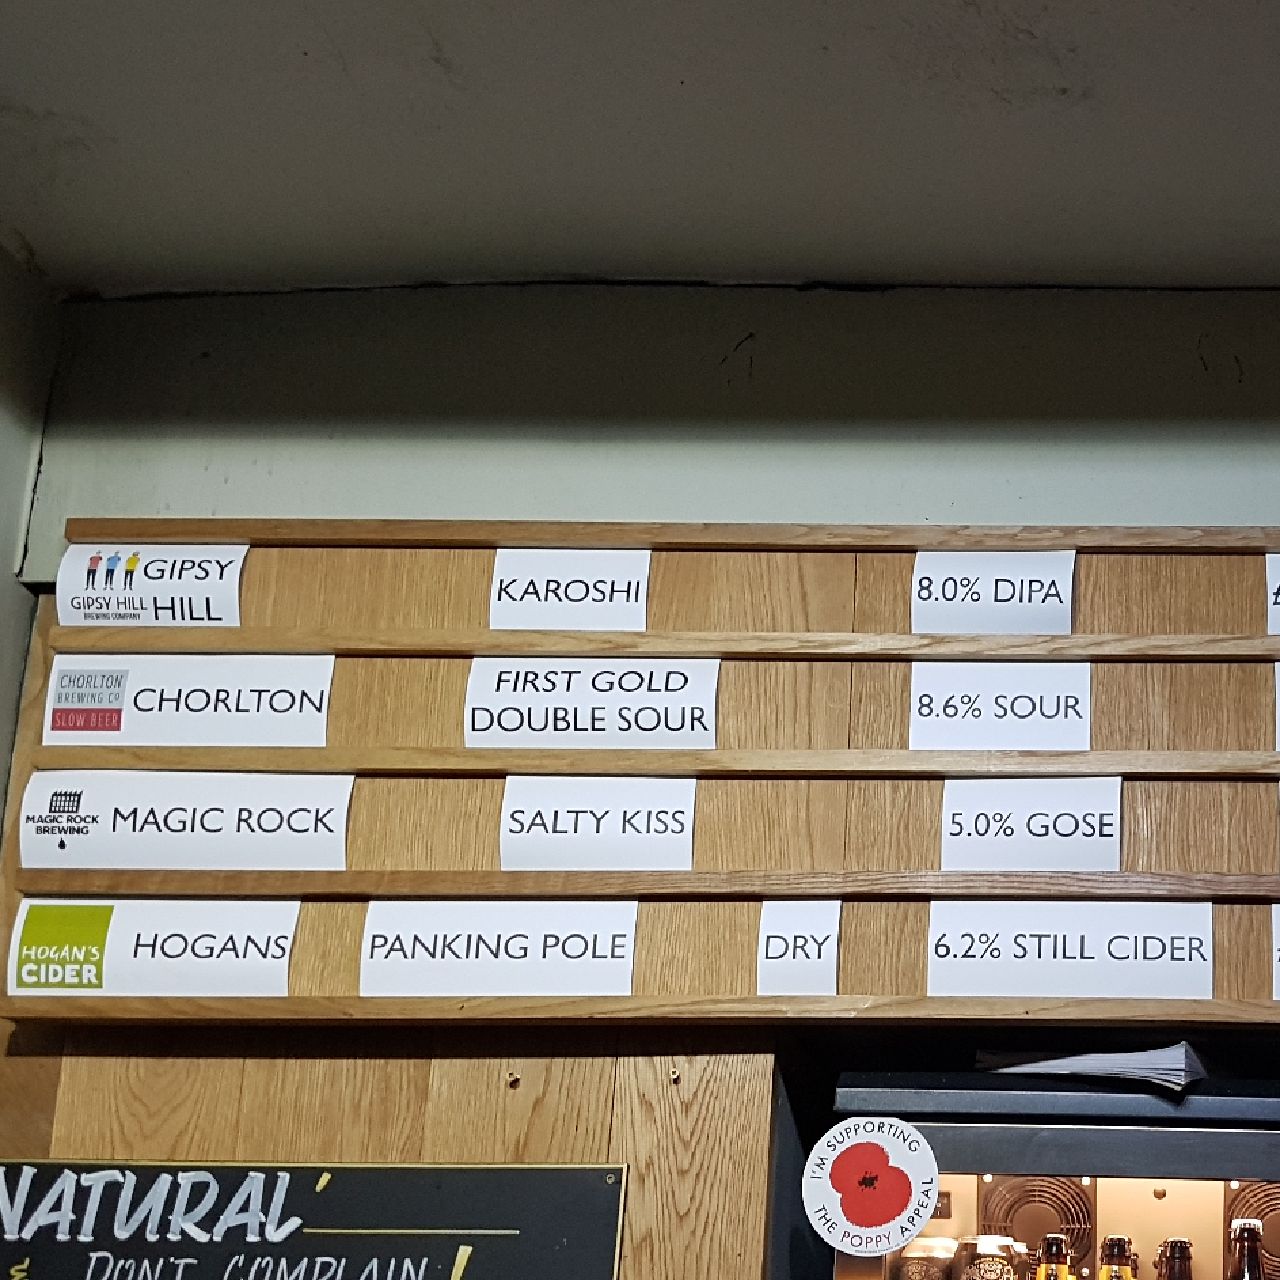 GIPSY HILL
BREWING COMPANY
GIPSY
HILL
KAROSHI
8.0% DIPA
CHORLTON
BREWING CO
SLOW BEER
CHORLTON
FIRST GOLD
DOUBLE SOUR
8.6% SOUR
MAGIC ROCK
BREWING
MAGIC ROCK
SALTY KISS
5.0% GOSE
HOGAN'S
CIDER
HOGANS
PANKING POLE
DRY
6.2% STILL CIDER
NATURAL'
DON'T COMPLAIN!
I'M SUPPORTING
THE POPPY APPEAL